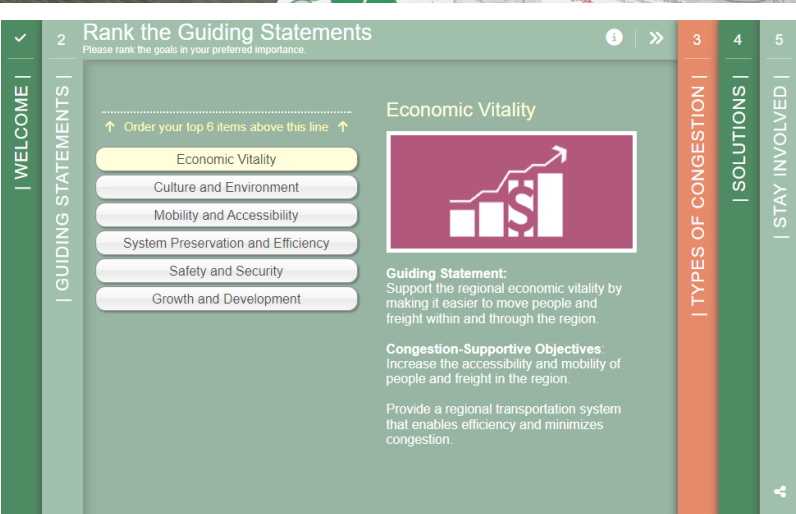 2
Rank the Guiding Statements
Please rank the goals in your preferred importance.
3
4
5
| WELCOME |
| GUIDING STATEMENTS |
↑ Order your top 6 items above this line ↑
Economic Vitality
Culture and Environment
Mobility and Accessibility
System Preservation and Efficiency
Safety and Security
Growth and Development
Economic Vitality
$
Guiding Statement:
Support the regional economic vitality by
making it easier to move people and
freight within and through the region.
Congestion-Supportive Objectives:
Increase the accessibility and mobility of
people and freight in the region.
Provide a regional transportation system
that enables efficiency and minimizes
congestion.
| TYPES OF CONGESTION |
| SOLUTIONS |
| STAY INVOLVED |